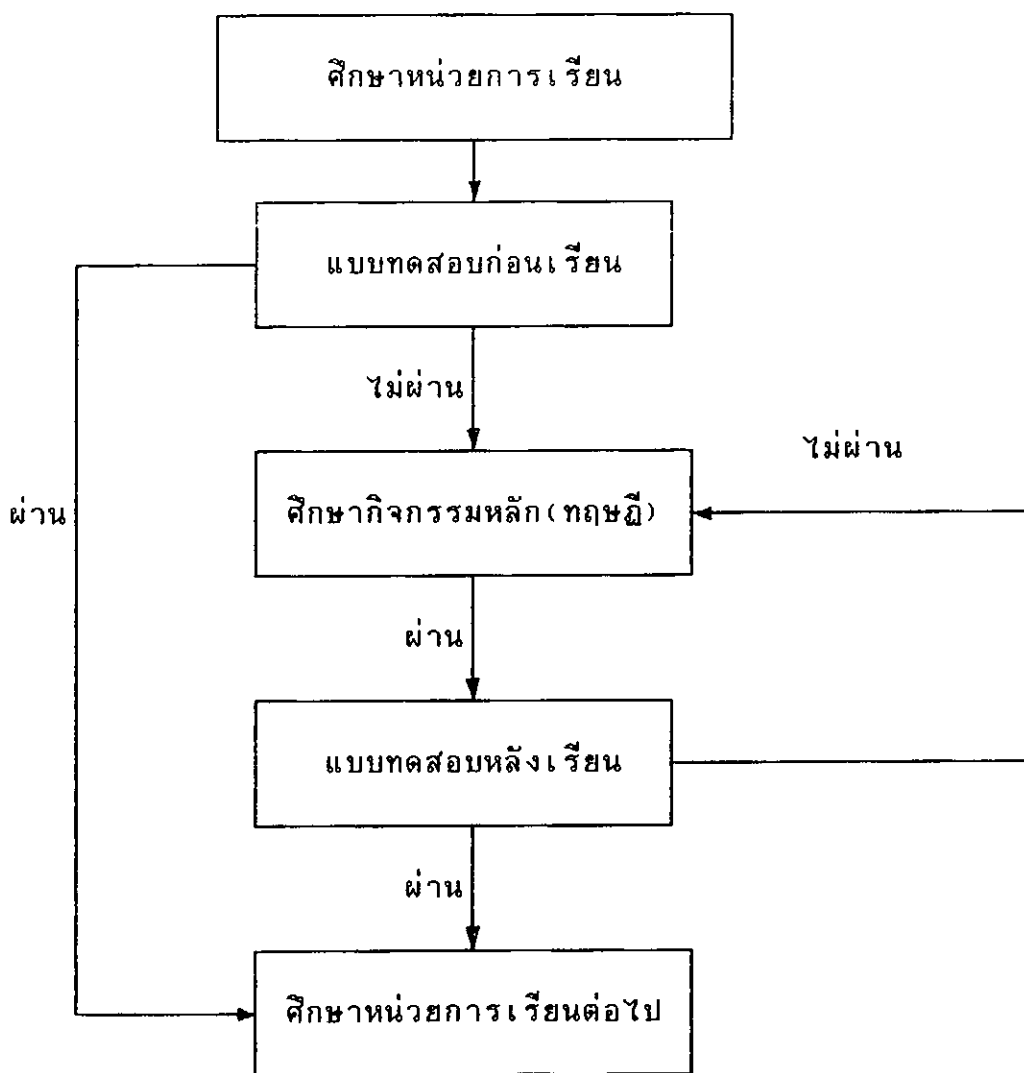 ศึกษาหน่วยการเรียน
แบบทดสอบก่อนเรียน
ไม่ผ่าน
ไม่ผ่าน
ผ่าน
ศึกษากิจกรรมหลัก(ทฤษฎี)
ผ่าน
แบบทดสอบหลังเรียน
ผ่าน
ศึกษาหน่วยการเรียนต่อไป